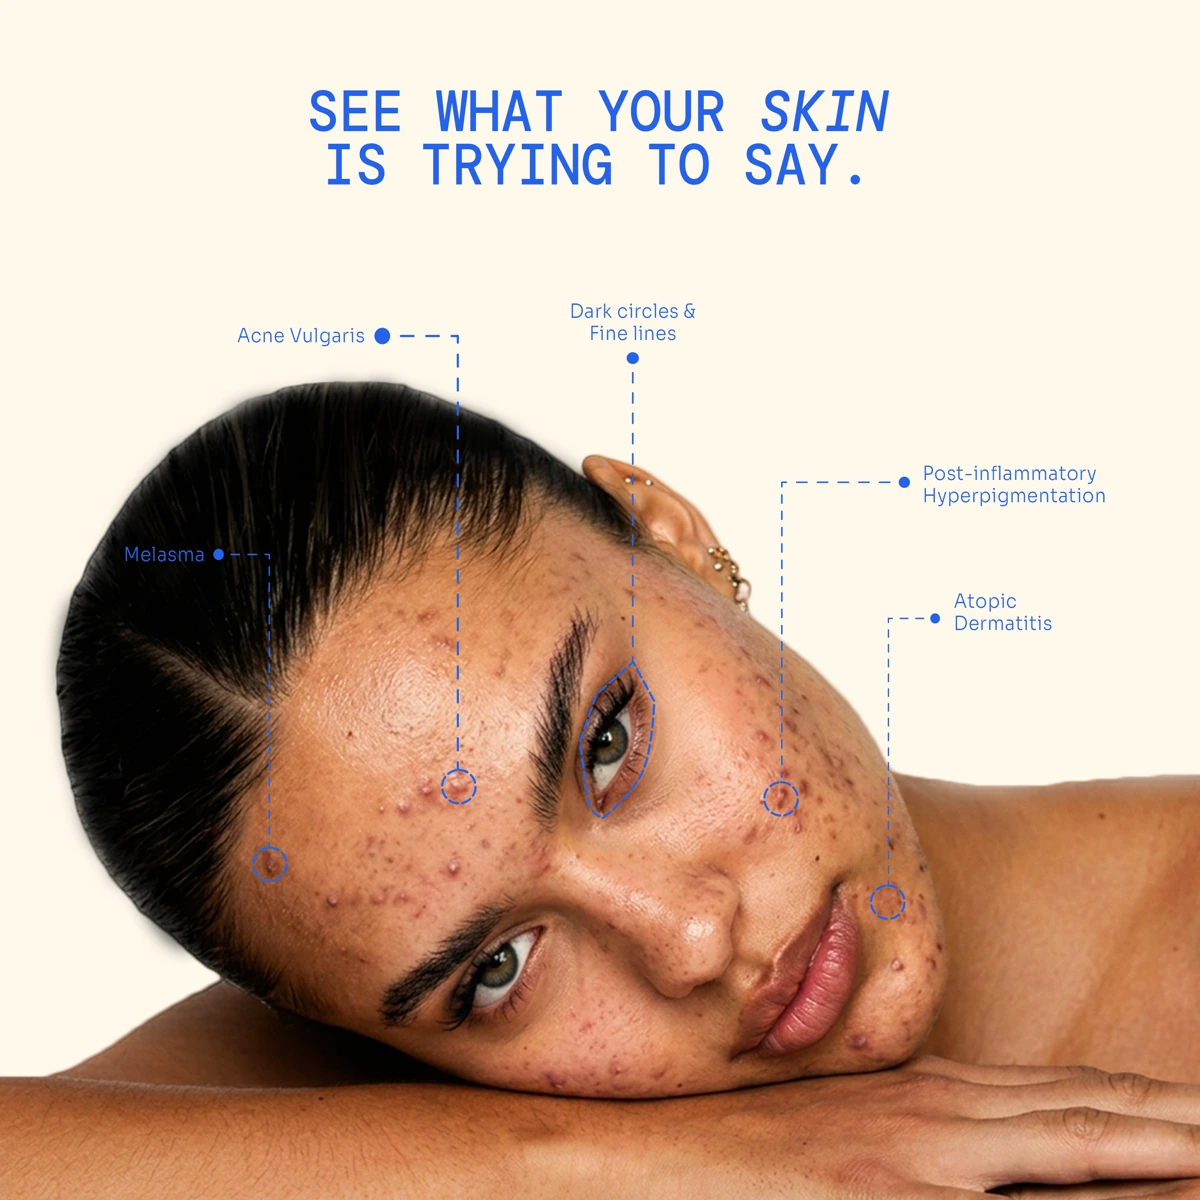 SEE WHAT YOUR SKIN
IS TRYING TO SAY.
Dark circles &
Fine lines
Acne Vulgaris
Post-inflammatory
Hyperpigmentation
Melasma
Atopic
Dermatitis